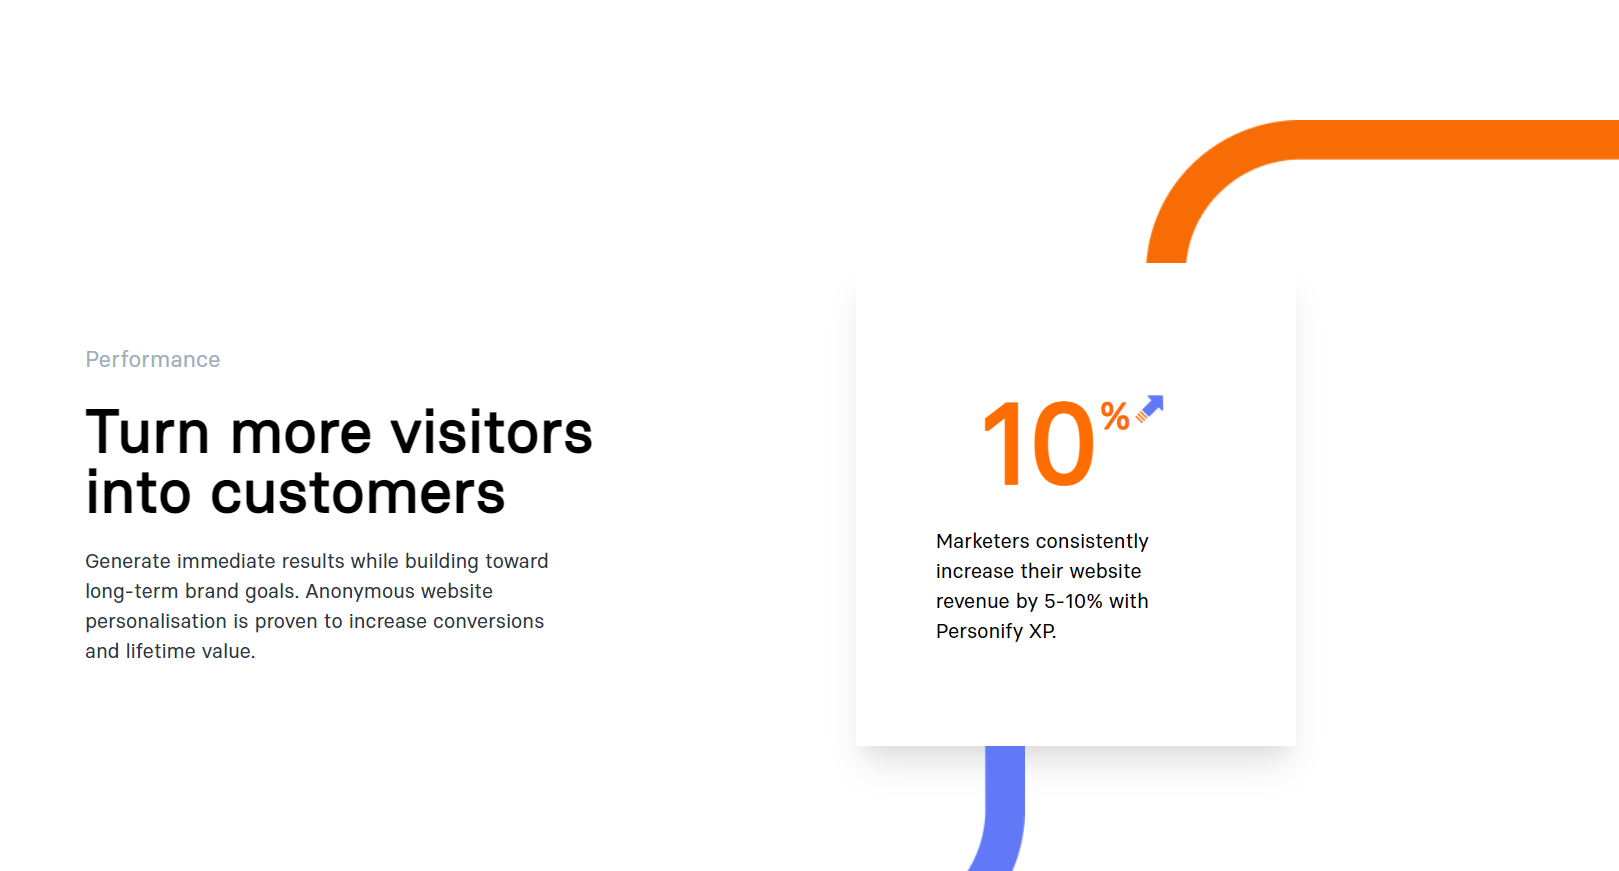 Performance
Turn more visitors
into customers
Generate immediate results while building toward
long-term brand goals. Anonymous website
personalisation is proven to increase conversions
and lifetime value.
10%
Marketers consistently
increase their website
revenue by 5-10% with
Personify XP.